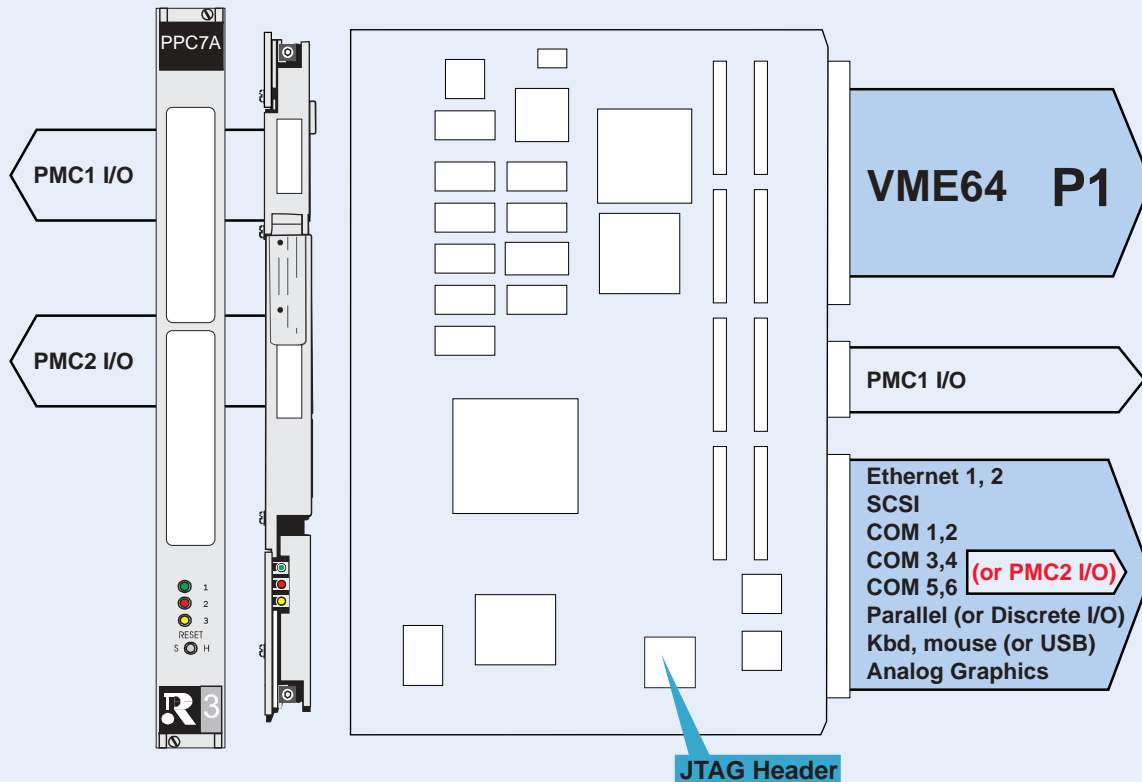 PPC7A
PMC1 I/O
PMC2 I/O
1
2
3
RESET
S H
R 3
VME64 P1
PMC1 I/O
Ethernet 1, 2
SCSI
COM 1,2
COM 3,4
COM 5,6
(or PMC2 I/O)
Parallel (or Discrete I/O)
Kbd, mouse (or USB)
Analog Graphics
JTAG Header